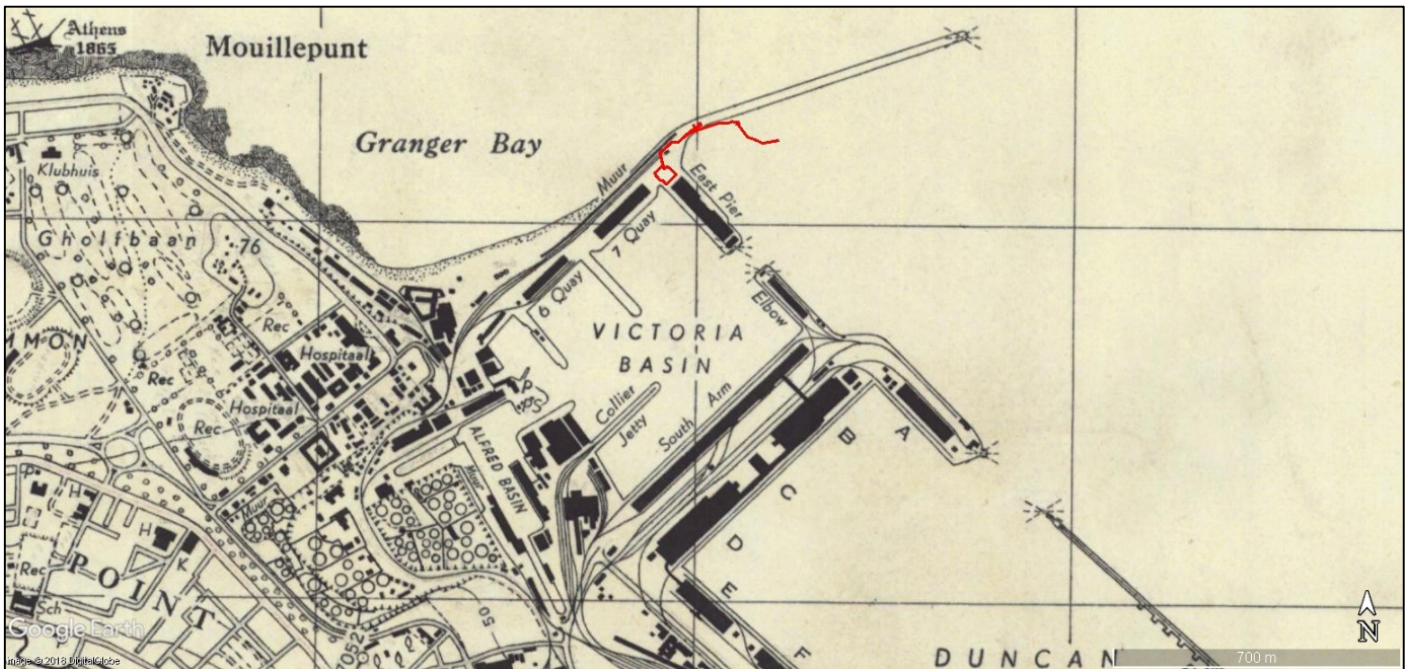 Athens
1865
Mouillepunt
Granger Bay
Klubhuis
Gholfbaan
76
Muur
East Pier
7 Quay
6 Quay
Elbow
VICTORIA
BASIN
MMON
Rec
Hospitaal
Rec
Hospitaal
Rec
Collier
Jetty
South Arm
ALFRED BASIN
Muur
Muur
A
B
C
D
E
F
P
H
H
K
Rec
Sch
POINT
50
DUNCAN
N
700 m
Google Earth
Image © 2018 DigitalGlobe